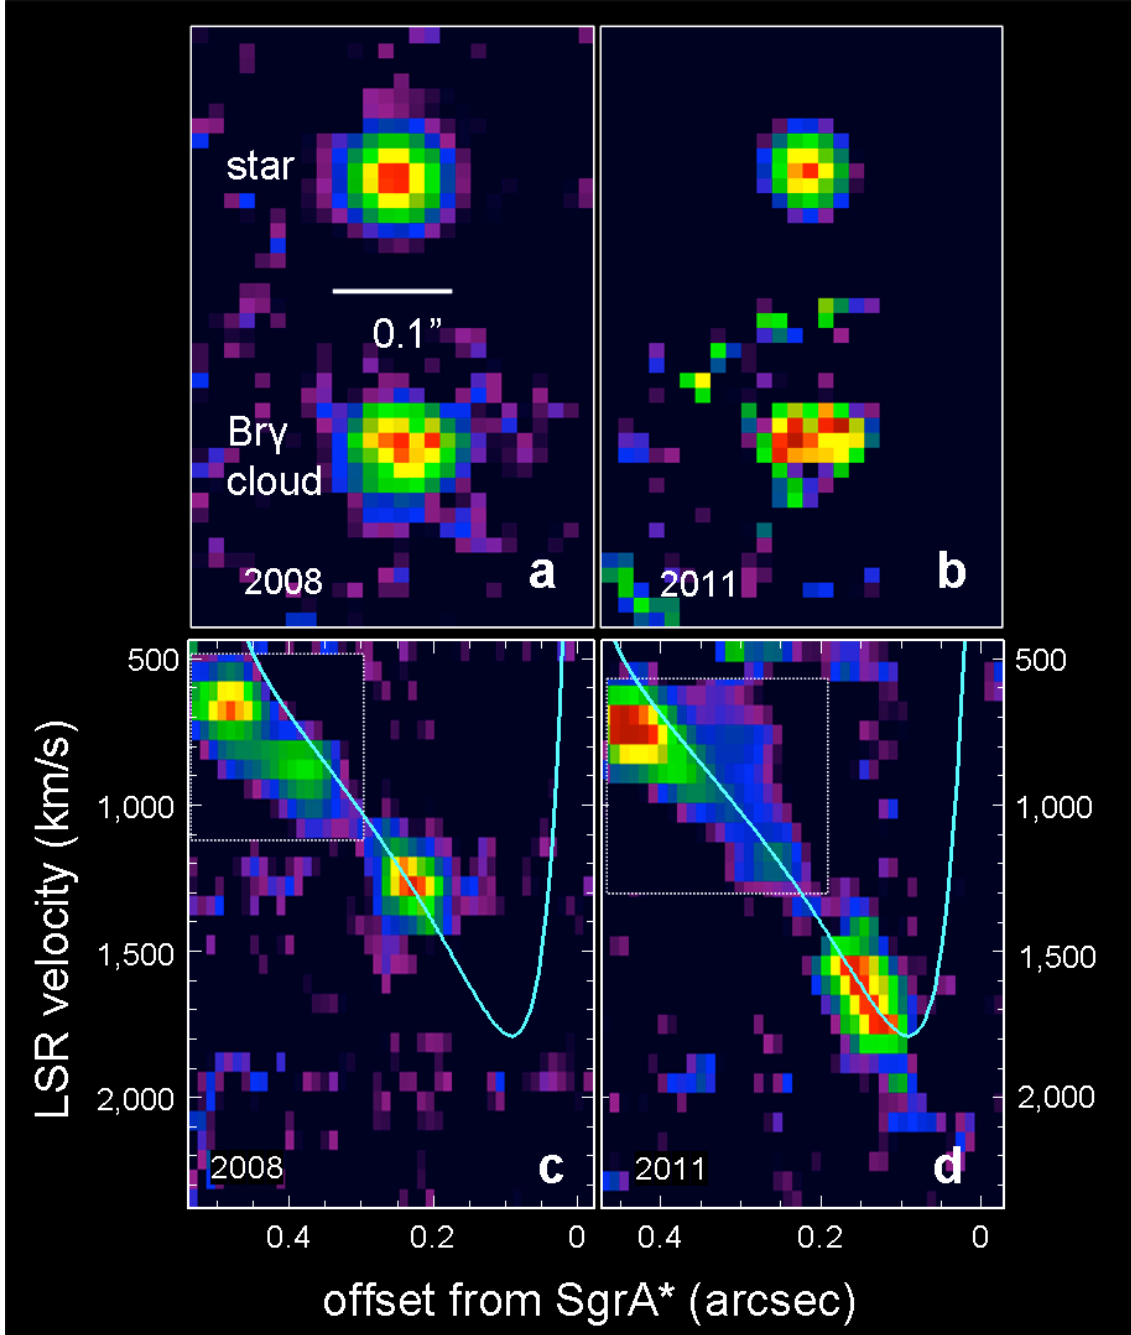 star
0.1”
Brγ
cloud
2008
a
2011
b
500
1,000
1,500
2,000
LSR velocity (km/s)
2008
c
2011
d
500
1,000
1,500
2,000
0.4
0.2
0
0.4
0.2
0
offset from SgrA* (arcsec)